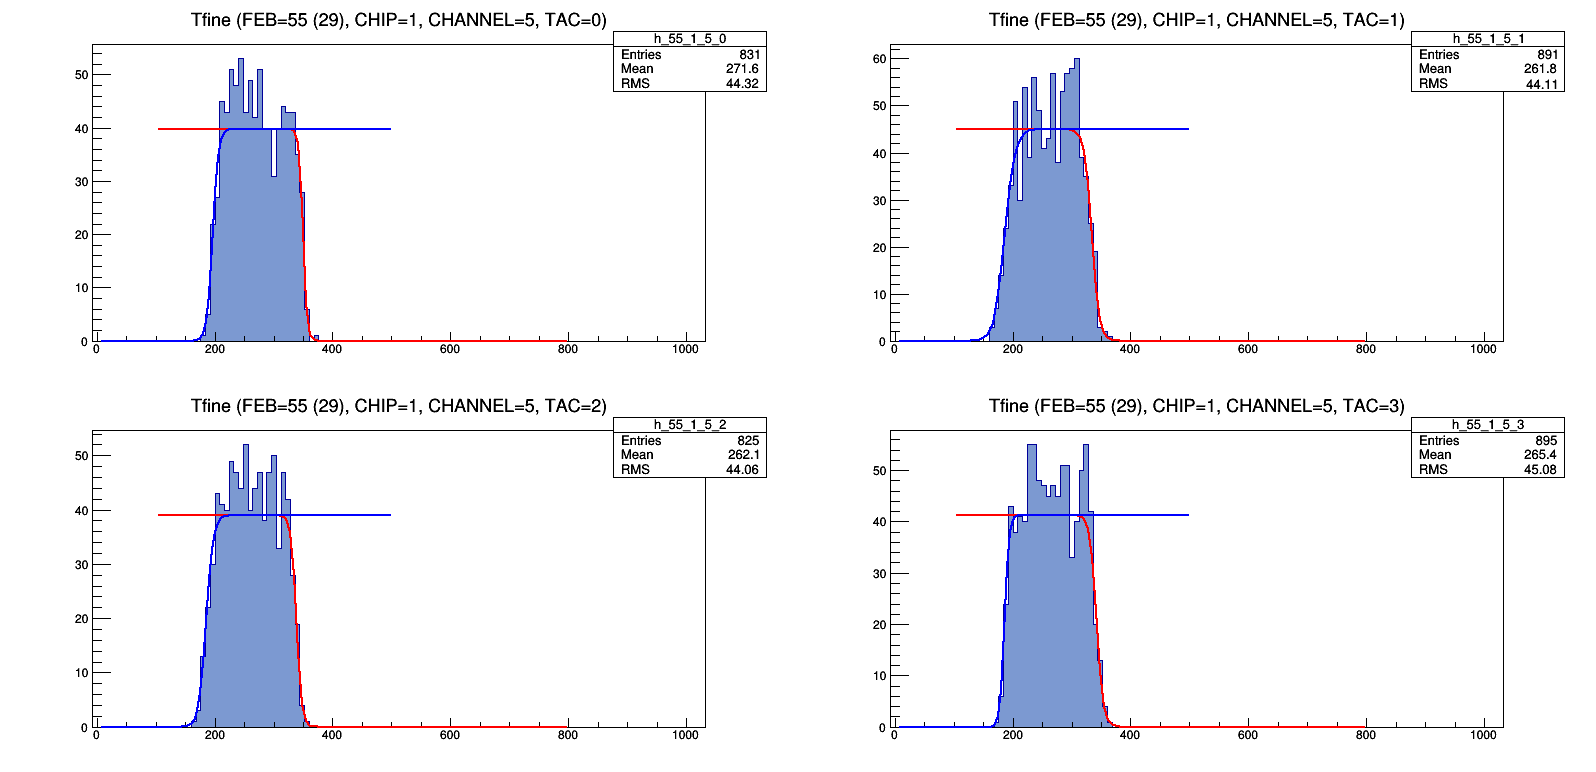 Tfine (FEB=55 (29), CHIP=1, CHANNEL=5, TAC=0)
h_55_1_5_0
Entries 831
Mean 271.6
RMS 44.32
50
40
30
20
10
0
0 200 400 600 800 1000
Tfine (FEB=55 (29), CHIP=1, CHANNEL=5, TAC=1)
h_55_1_5_1
Entries 891
Mean 261.8
RMS 44.11
60
50
40
30
20
10
0
0 200 400 600 800 1000
Tfine (FEB=55 (29), CHIP=1, CHANNEL=5, TAC=2)
h_55_1_5_2
Entries 825
Mean 262.1
RMS 44.06
50
40
30
20
10
0
0 200 400 600 800 1000
Tfine (FEB=55 (29), CHIP=1, CHANNEL=5, TAC=3)
h_55_1_5_3
Entries 895
Mean 265.4
RMS 45.08
50
40
30
20
10
0
0 200 400 600 800 1000